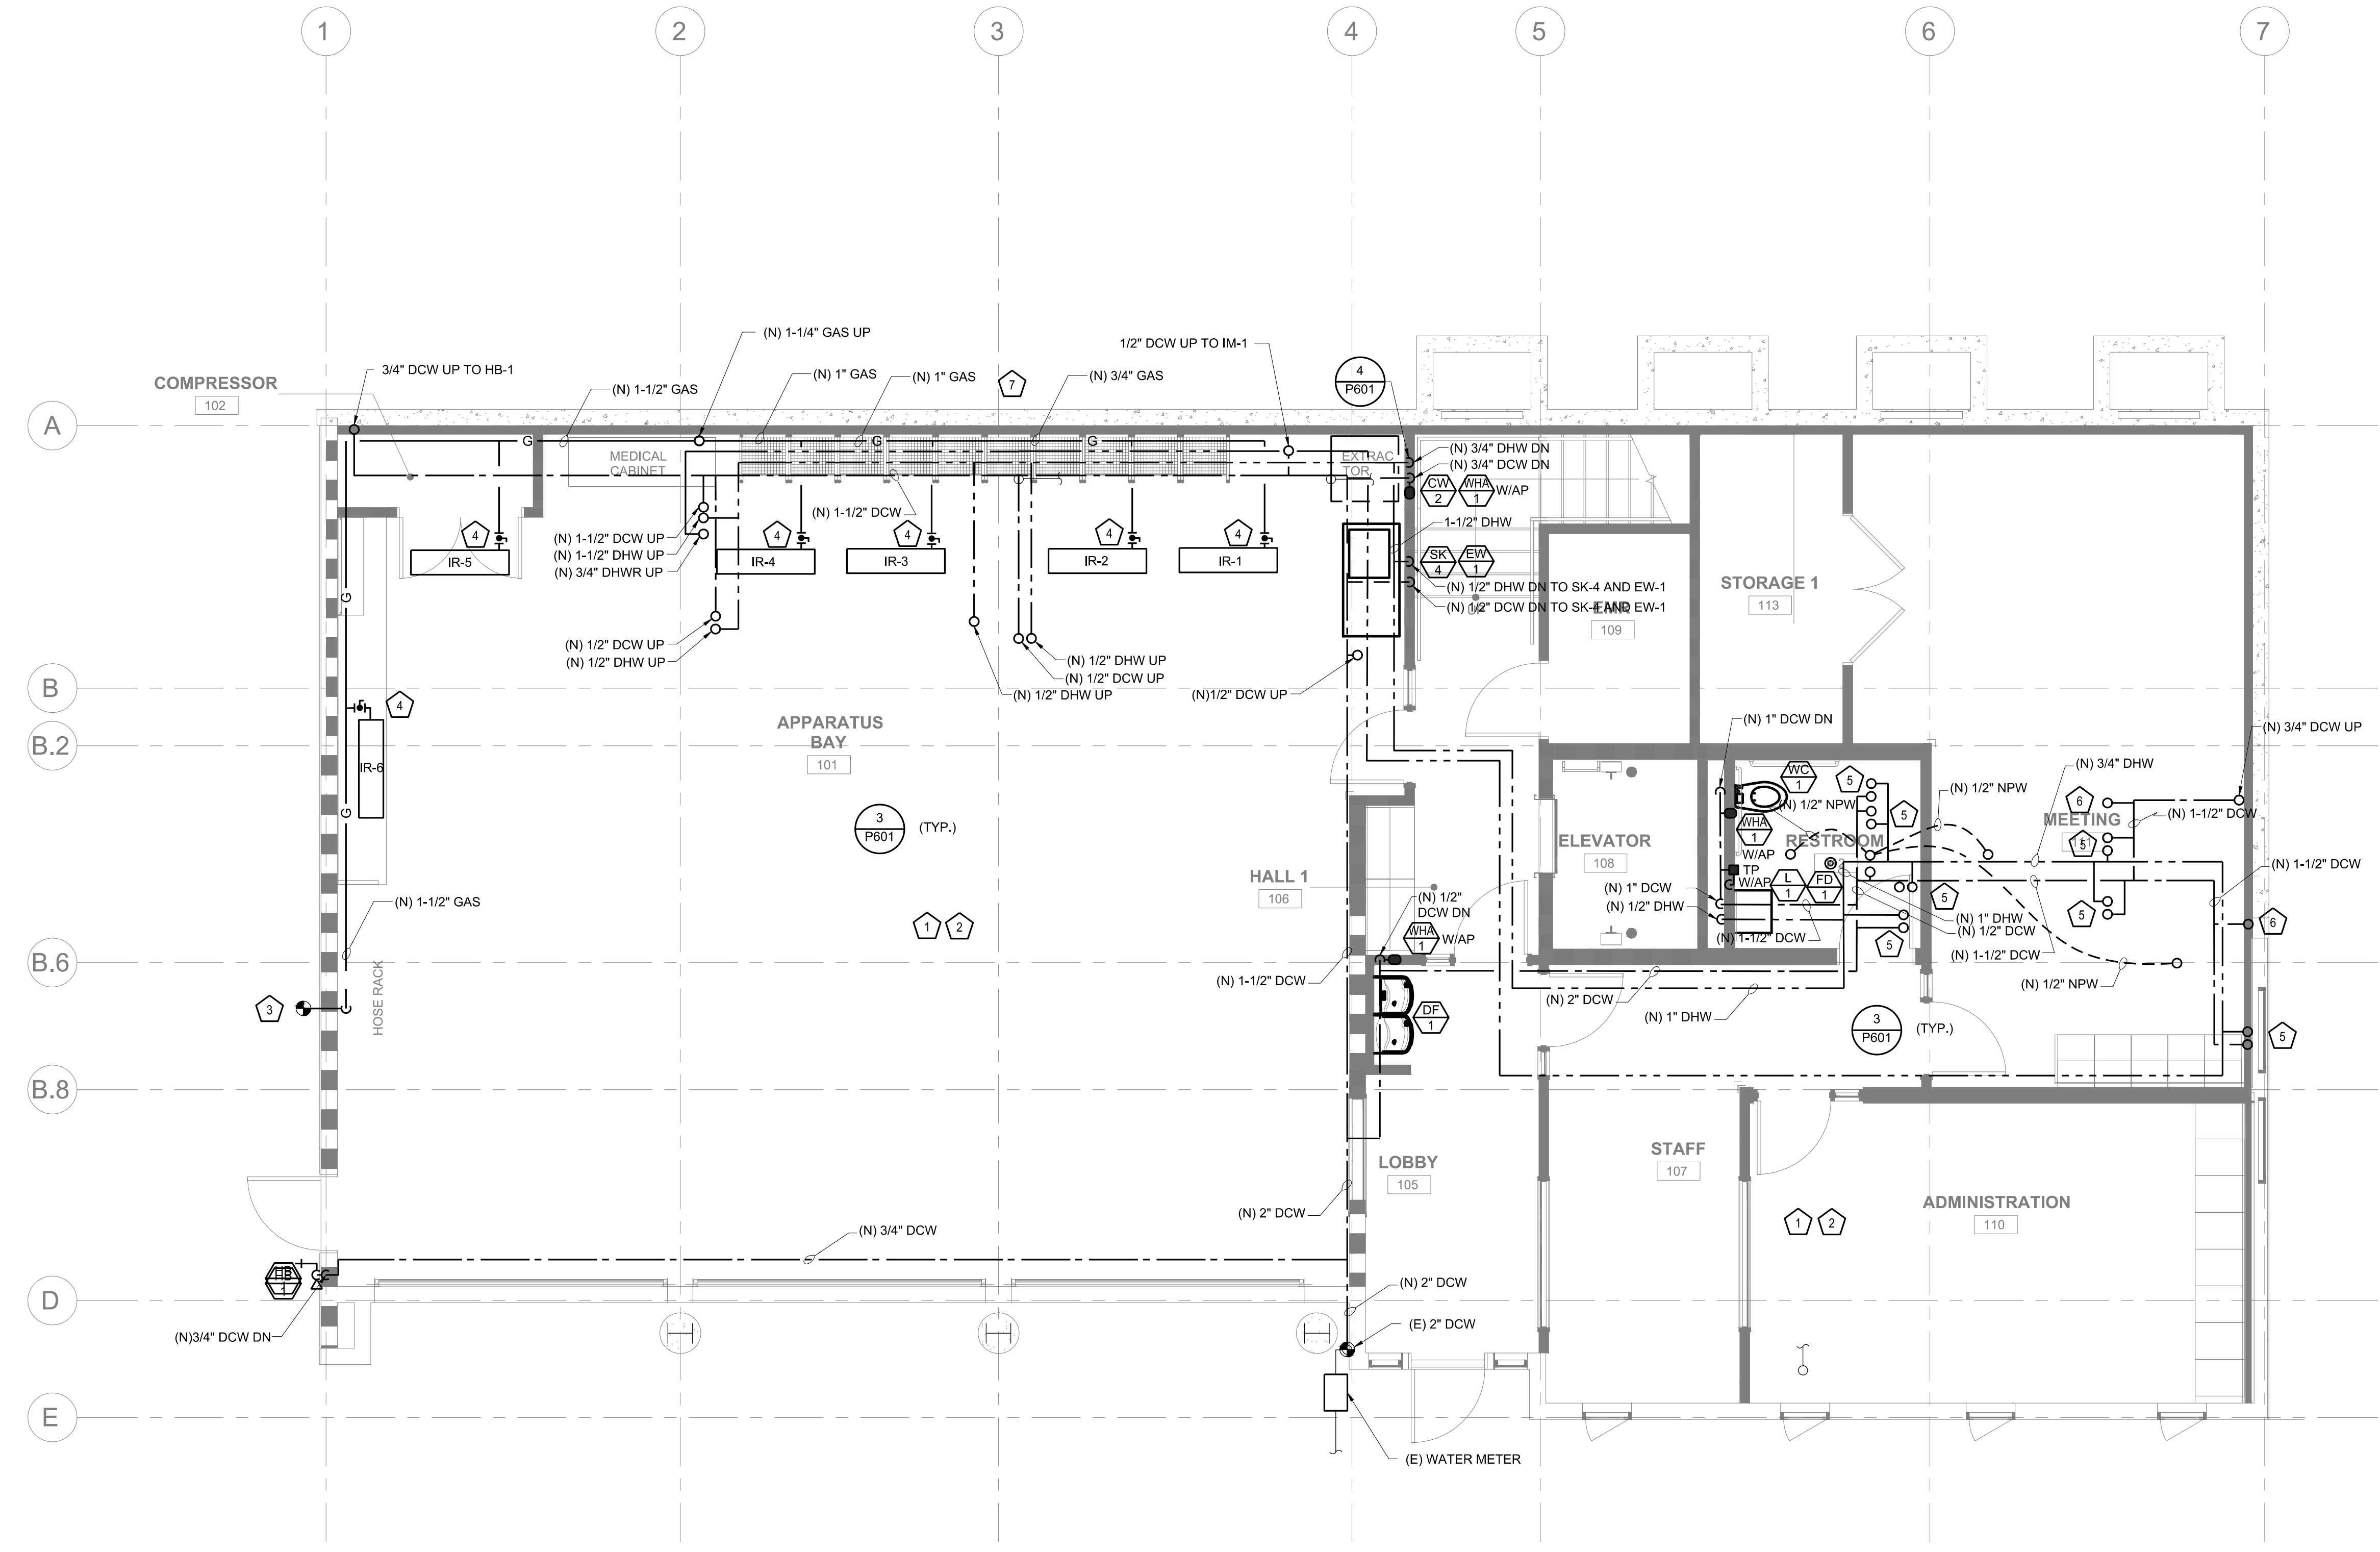 1
2
3
4
5
6
7
(N) 1-1/4" GAS UP
1/2" DCW UP TO IM-1
3/4" DCW UP TO HB-1
(N) 1" GAS
(N) 1" GAS
(N) 3/4" GAS
4
P601
COMPRESSOR
102
(N) 1-1/2" GAS
7
A
G
G
G
MEDICAL
CABINET
EXTRAC
TOR
(N) 3/4" DHW DN
(N) 3/4" DCW DN
CW
2
WHA
1
W/AP
(N) 1-1/2" DCW
1-1/2" DHW
(N) 1-1/2" DCW UP
(N) 1-1/2" DHW UP
(N) 3/4" DHWR UP
4
4
4
4
4
IR-5
IR-4
IR-3
IR-2
IR-1
SK
4
EW
1
(N) 1/2" DHW DN TO SK-4 AND EW-1
(N) 1/2" DCW DN TO SK-4 AND EW-1
UP
EMR
109
STORAGE 1
113
G
(N) 1/2" DCW UP
(N) 1/2" DHW UP
(N) 1/2" DHW UP
(N) 1/2" DCW UP
(N) 1/2" DHW UP
(N)1/2" DCW UP
B
4
APPARATUS
BAY
101
(N) 1" DCW DN
(N) 3/4" DCW UP
B.2
IR-6
WC
1
5
(N) 3/4" DHW
(N) 1/2" NPW
(N) 1/2" NPW
6
(N) 1-1/2" DCW
G
3
P601
(TYP.)
5
MEETING
111
5
WHA
1
W/AP
ELEVATOR
108
RESTROOM
(N) 1-1/2" DCW
TP
W/AP
L
1
FD
1
HALL 1
106
(N) 1/2"
DCW DN
(N) 1" DCW
(N) 1/2" DHW
5
5
(N) 1" DHW
(N) 1/2" DCW
6
(N) 1-1/2" GAS
1
2
WHA
1
W/AP
(N) 1-1/2" DCW
5
(N) 1-1/2" DCW
B.6
(N) 1-1/2" DCW
(N) 2" DCW
(N) 1/2" NPW
3
HOSE RACK
DF
1
(N) 1" DHW
3
P601
(TYP.)
5
B.8
LOBBY
105
STAFF
107
ADMINISTRATION
110
1
2
(N) 2" DCW
(N) 3/4" DCW
HB
1
D
(N) 2" DCW
(E) 2" DCW
(N)3/4" DCW DN
E
(E) WATER METER